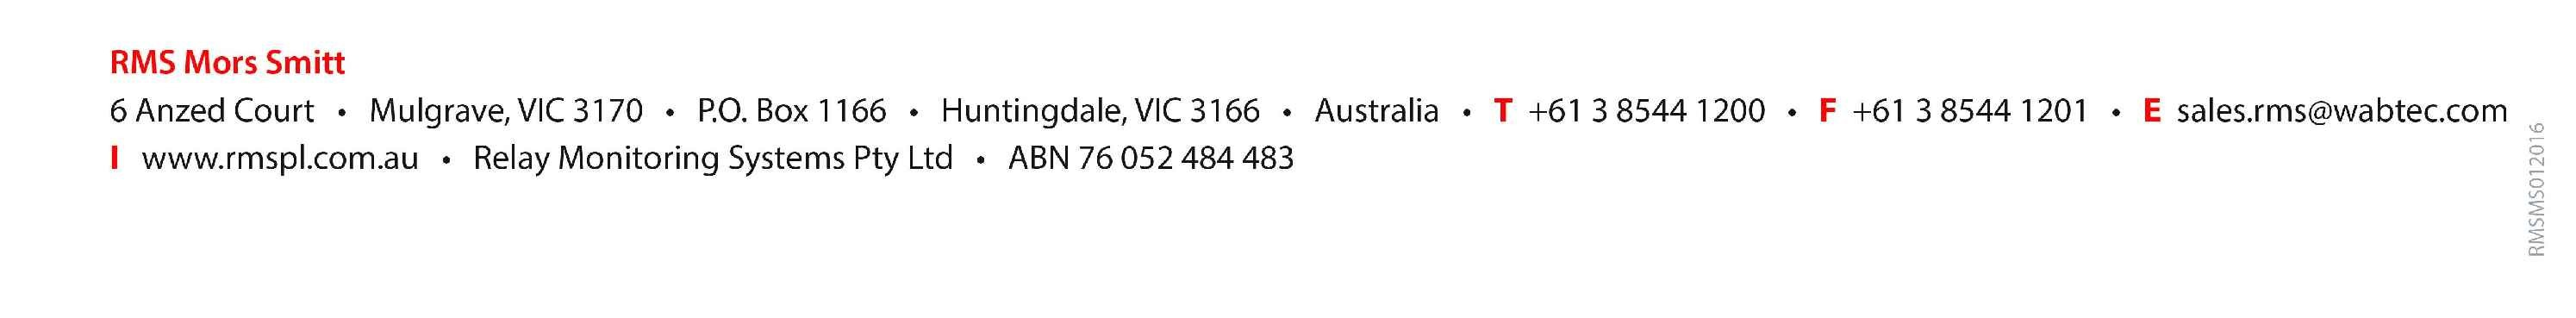 RMS Mors Smitt
6 Anzed Court • Mulgrave, VIC 3170 • P.O. Box 1166 • Huntingdale, VIC 3166 • Australia • T +61 3 8544 1200 • F +61 3 8544 1201 • E sales.rms@wabtec.com
I www.rmspl.com.au • Relay Monitoring Systems Pty Ltd • ABN 76 052 484 483
RMSMS012016